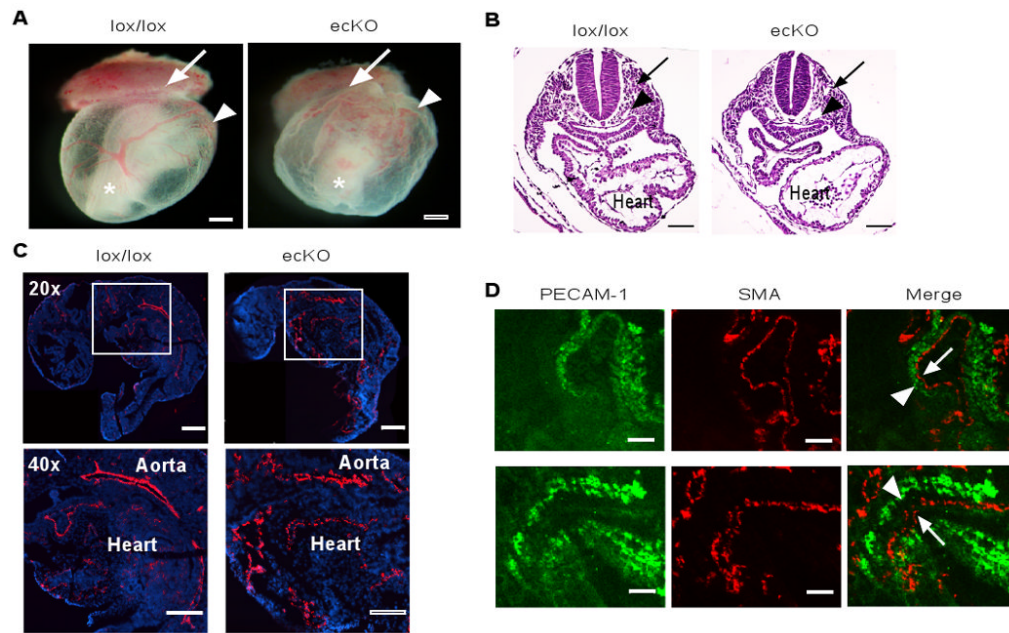 A
lox/lox ecKO
*
*
B
lox/lox ecKO
Heart
Heart
C
lox/lox ecKO
20x
40x
Aorta
Aorta
Heart
Heart
D
PECAM-1 SMA Merge